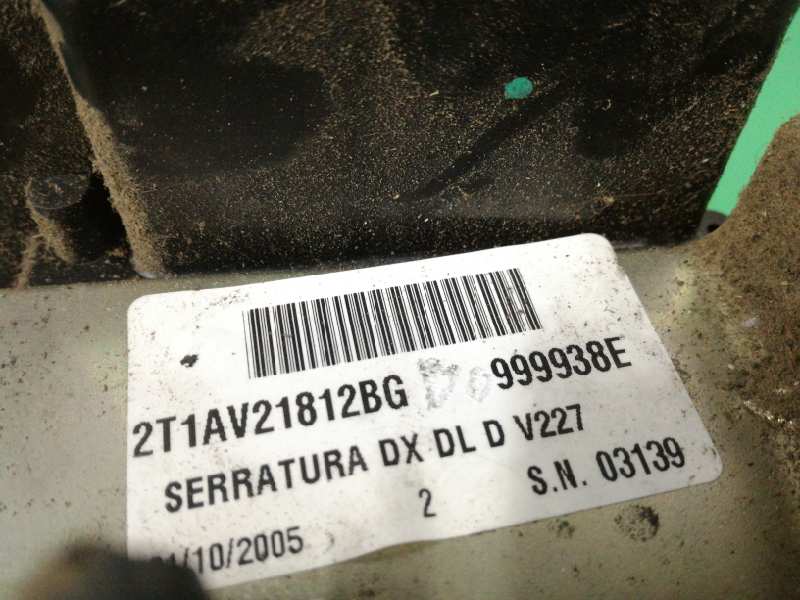 2T1AV21812BG 999938E
SERRATURA DX DL D V227
2 S.N. 03139
/10/2005